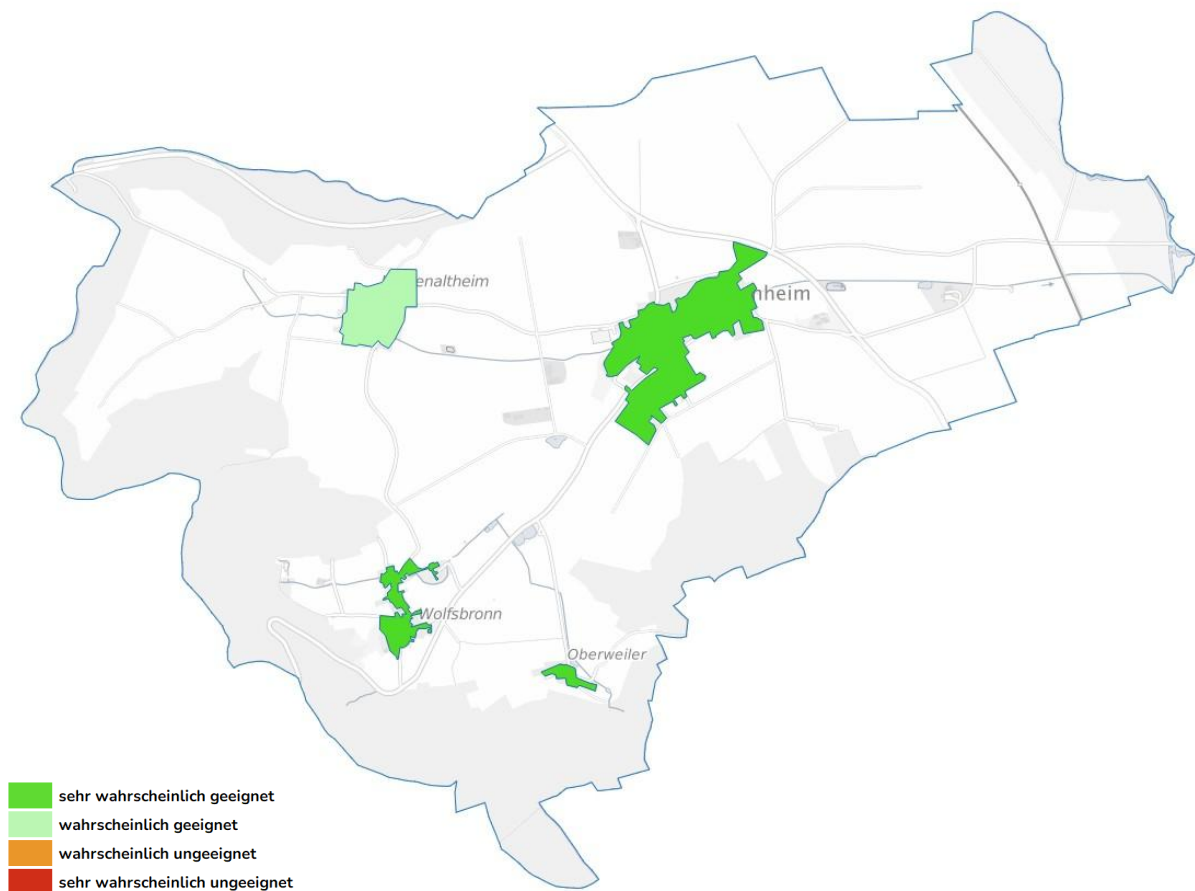 enaltheim
nheim
Wolfsbronn
Oberweiler
sehr wahrscheinlich geeignet
wahrscheinlich geeignet
wahrscheinlich ungeeignet
sehr wahrscheinlich ungeeignet